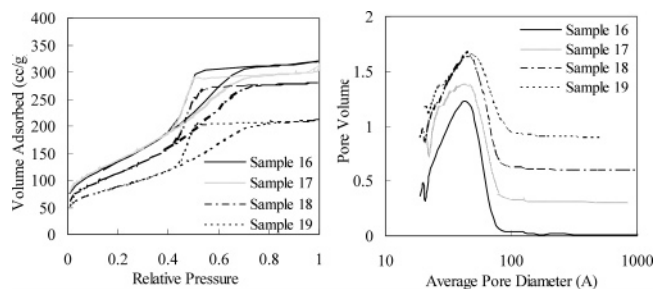 Volume Adsorbed (cc/g
400
350
300
250
200
150
100
50
0
0
0.2
0.4
0.6
0.8
1
Relative Pressure
Sample 16
Sample 17
Sample 18
Sample 19
Pore Volume
2
1.5
1
0.5
0
10
100
1000
Average Pore Diameter (A)
Sample 16
Sample 17
Sample 18
Sample 19